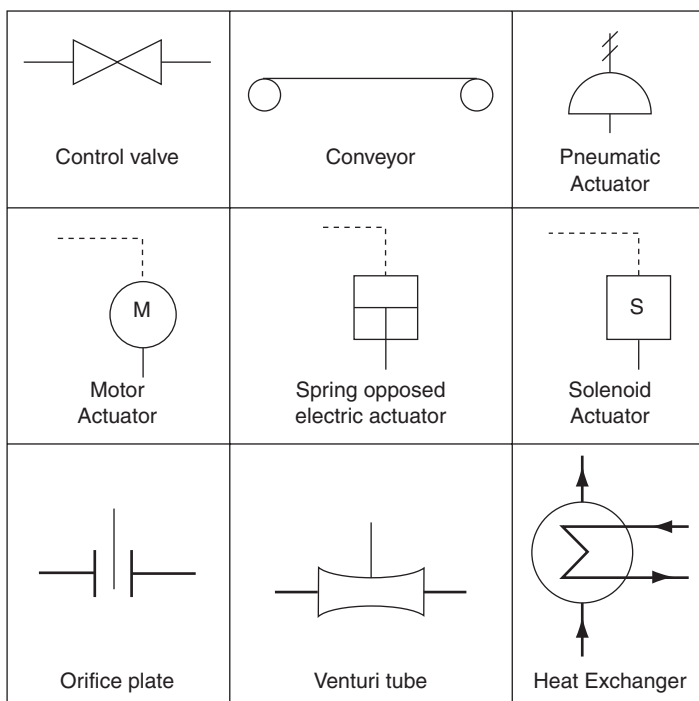 Control valve
Conveyor
Pneumatic
Actuator
M
Motor
Actuator
Spring opposed
electric actuator
S
Solenoid
Actuator
Orifice plate
Venturi tube
Heat Exchanger